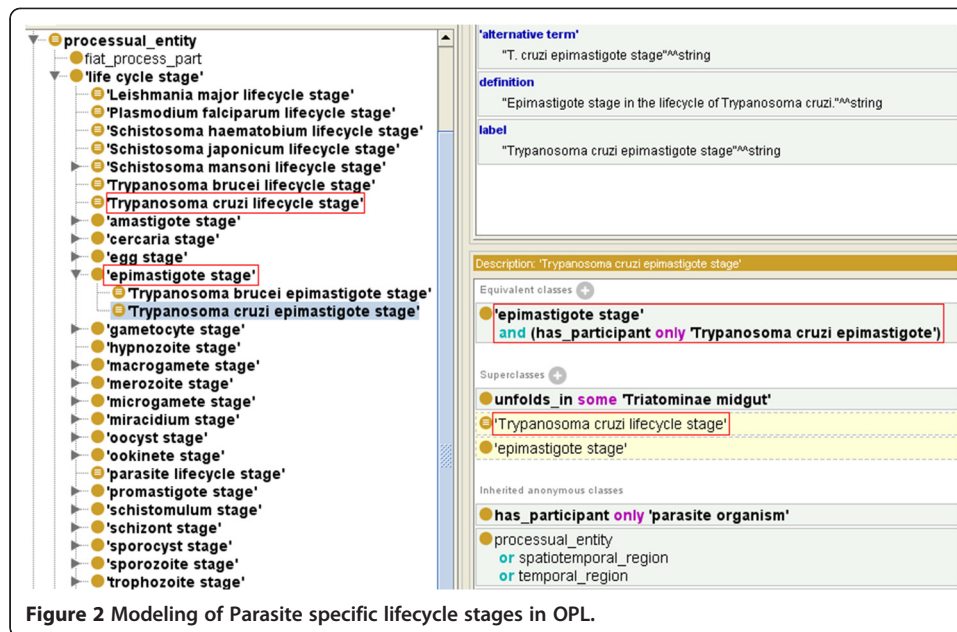 processual_entity
fiat_process_part
'life cycle stage'
'Leishmania major lifecycle stage'
'Plasmodium falciparum lifecycle stage'
'Schistosoma haematobium lifecycle stage'
'Schistosoma japonicum lifecycle stage'
'Schistosoma mansoni lifecycle stage'
'Trypanosoma brucei lifecycle stage'
'Trypanosoma cruzi lifecycle stage'
'amastigote stage'
'cercaria stage'
'egg stage'
'epimastigote stage'
'Trypanosoma brucei epimastigote stage'
'Trypanosoma cruzi epimastigote stage'
'gametocyte stage'
'hypnozoite stage'
'macrogamete stage'
'merozoite stage'
'microgamete stage'
'miracidium stage'
'oocyst stage'
'ookinete stage'
'parasite lifecycle stage'
'promastigote stage'
'schistomulum stage'
'schizont stage'
'sporocyst stage'
'sporozoite stage'
'trophozoite stage'
'alternative term'
"T. cruzi epimastigote stage"^^string
definition
"Epimastigote stage in the lifecycle of Trypanosoma cruzi."^^string
label
"Trypanosoma cruzi epimastigote stage"^^string
Description: 'Trypanosoma cruzi epimastigote stage'
Equivalent classes
'epimastigote stage'
and (has_participant only 'Trypanosoma cruzi epimastigote')
Superclasses
unfolds_in some 'Triatominae midgut'
'Trypanosoma cruzi lifecycle stage'
'epimastigote stage'
Inherited anonymous classes
has_participant only 'parasite organism'
processual_entity
or spatiotemporal_region
or temporal_region
Figure 2 Modeling of Parasite specific lifecycle stages in OPL.